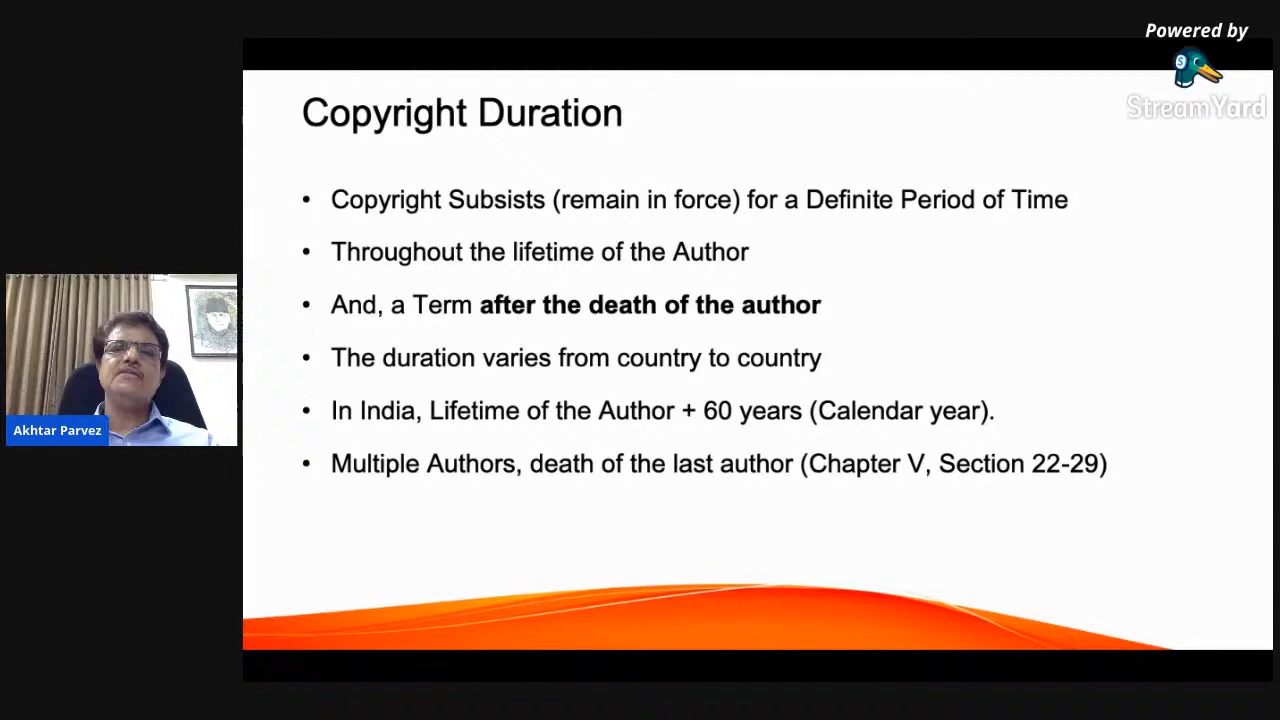 Powered by
StreamYard
Copyright Duration
• Copyright Subsists (remain in force) for a Definite Period of Time
• Throughout the lifetime of the Author
• And, a Term after the death of the author
• The duration varies from country to country
• In India, Lifetime of the Author + 60 years (Calendar year).
• Multiple Authors, death of the last author (Chapter V, Section 22-29)
Akhtar Parvez